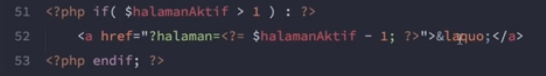 51 <?php if( $halamanAktif > 1 ) : ?>
52 <a href="?halaman=<?= $halamanAktif - 1; ?>">&laquo;</a>
53 <?php endif; ?>